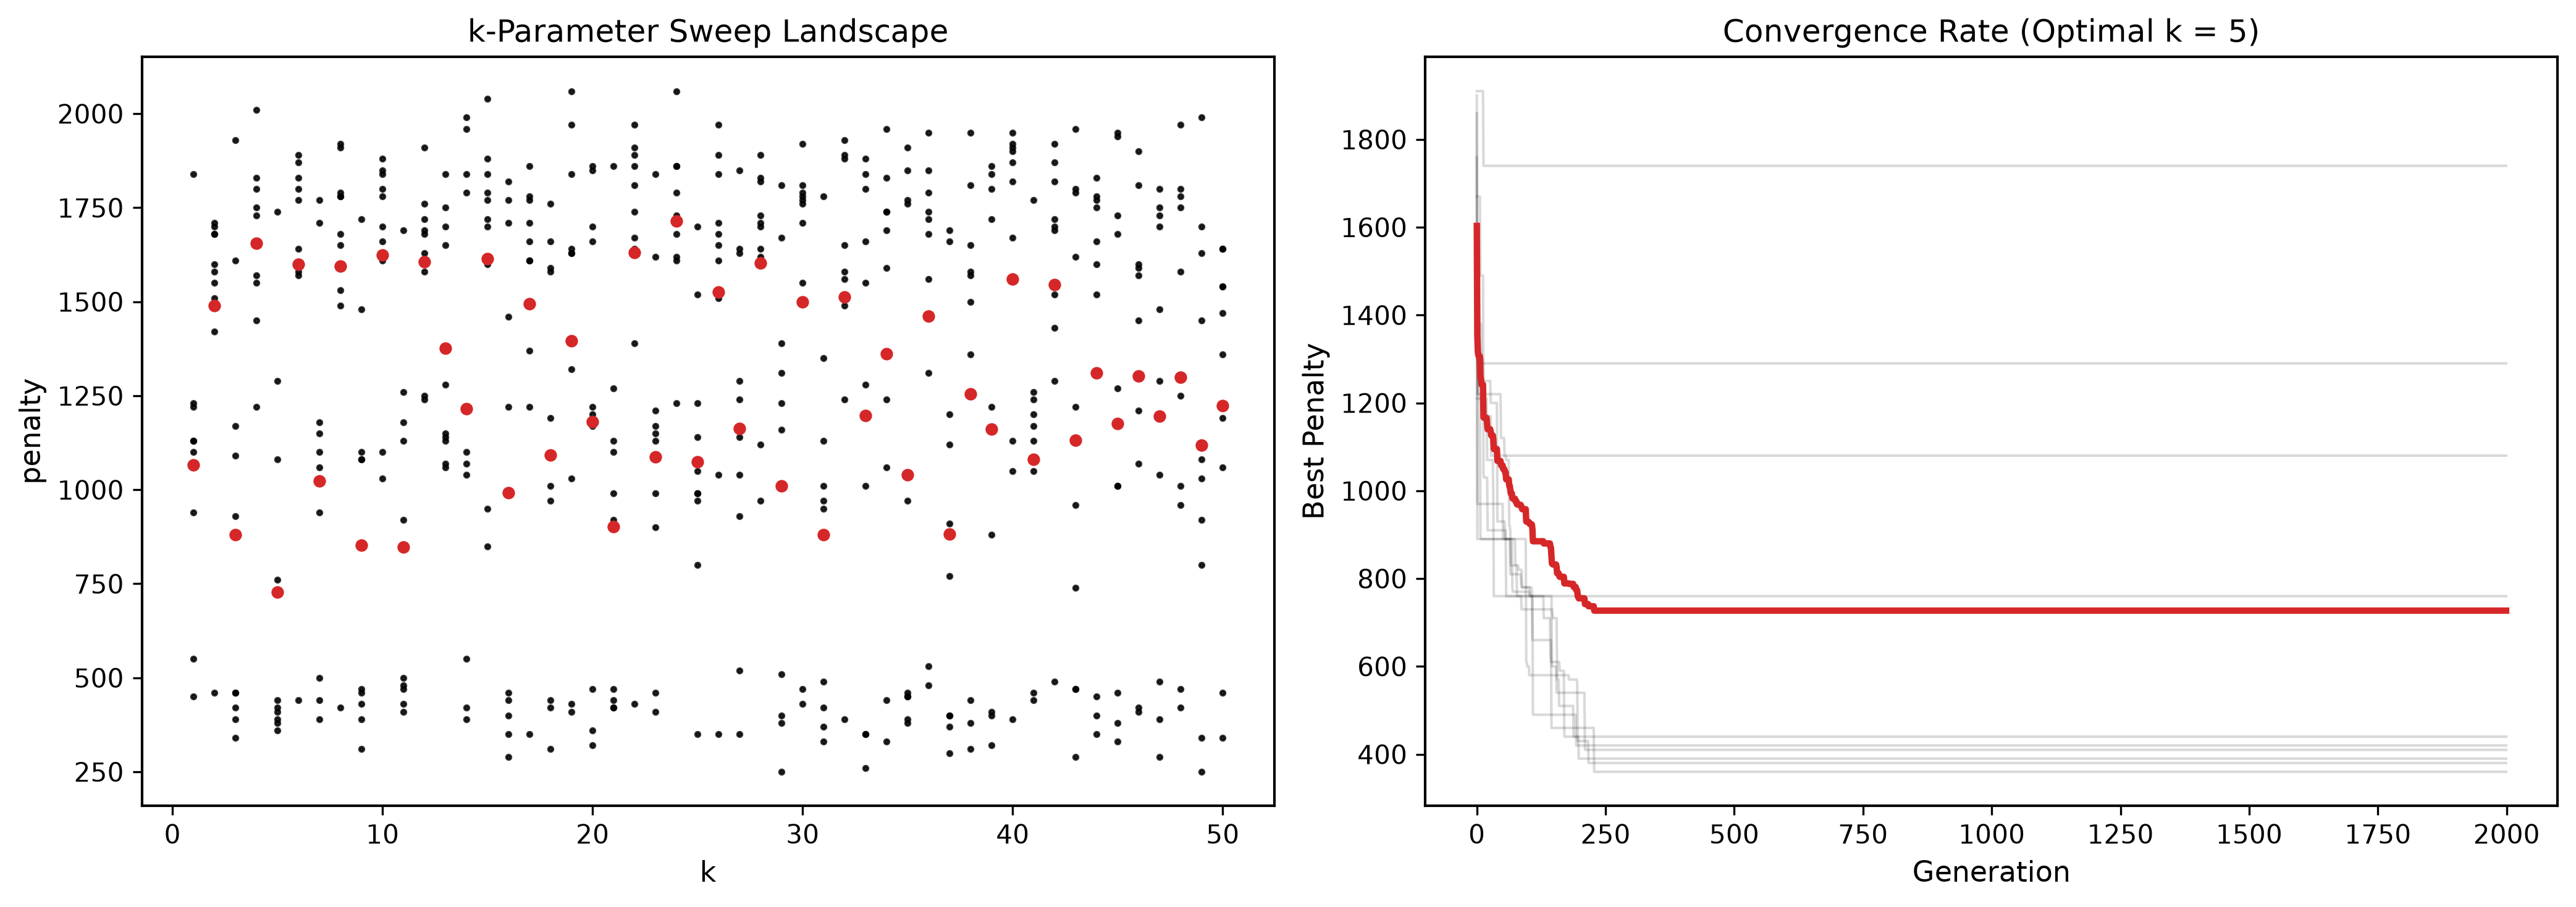 k-Parameter Sweep Landscape
penalty
2000
1750
1500
1250
1000
750
500
250
0 10 20 30 40 50
k
Convergence Rate (Optimal k = 5)
Best Penalty
1800
1600
1400
1200
1000
800
600
400
0 250 500 750 1000 1250 1500 1750 2000
Generation